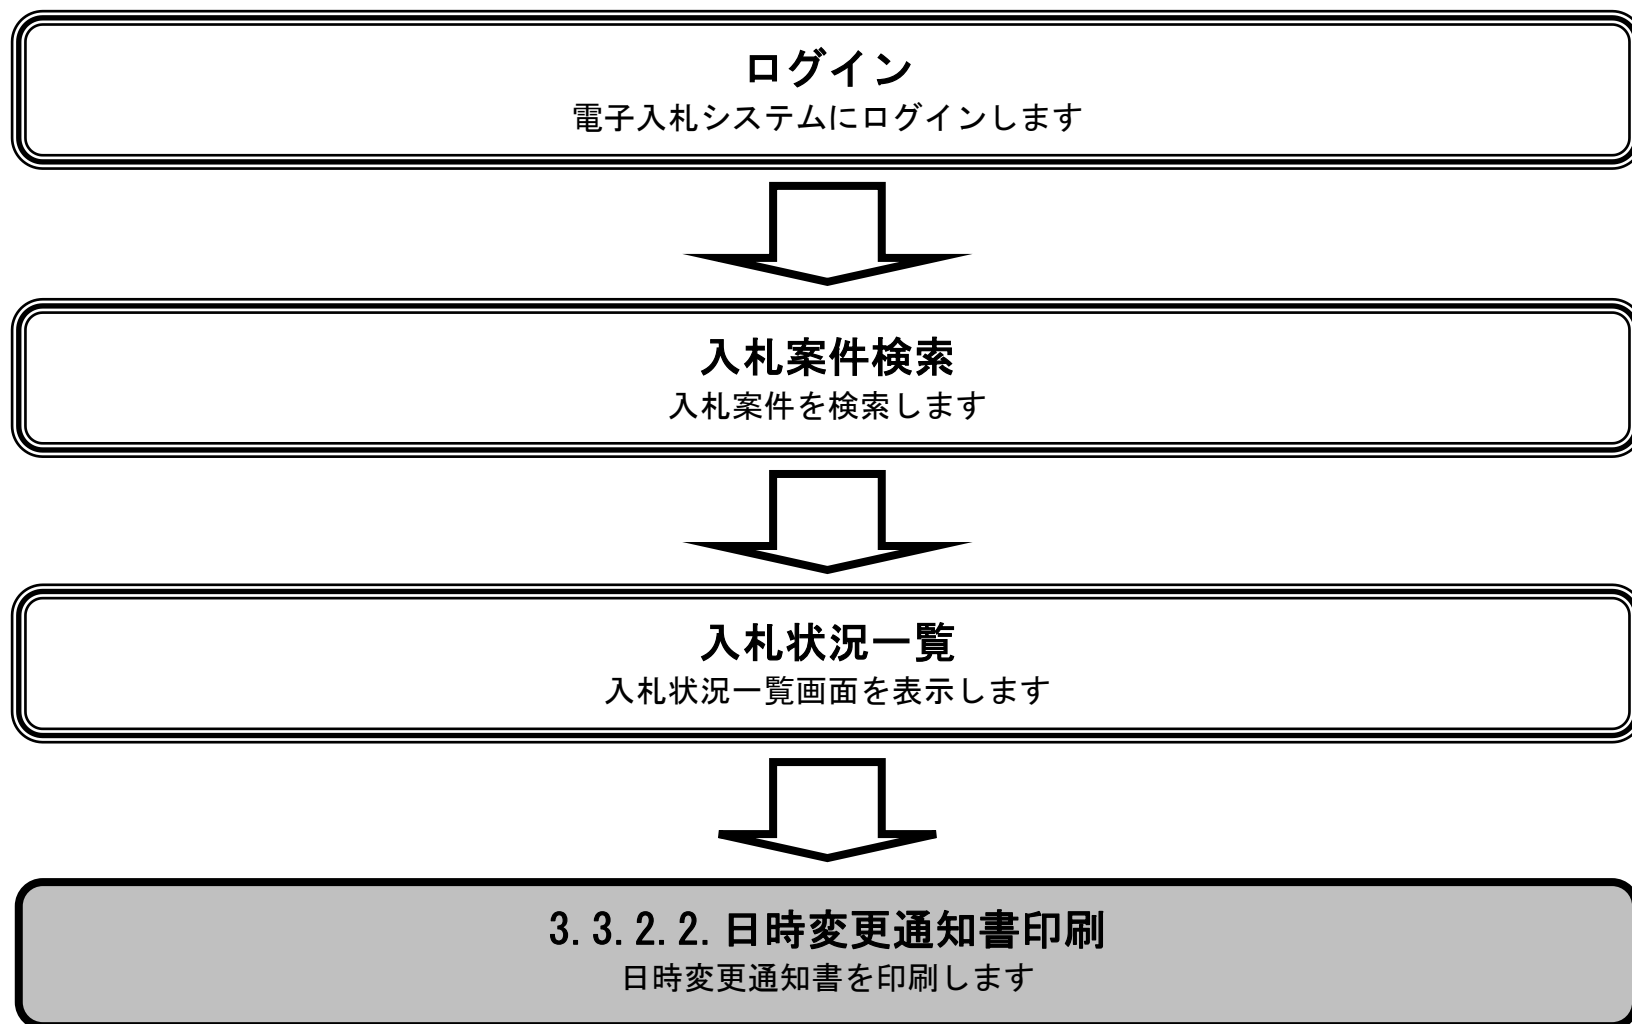 ログイン
電子入札システムにログインします
入札案件検索
入札案件を検索します
入札状況一覧
入札状況一覧画面を表示します
3.3.2.2.日時変更通知書印刷
日時変更通知書を印刷します